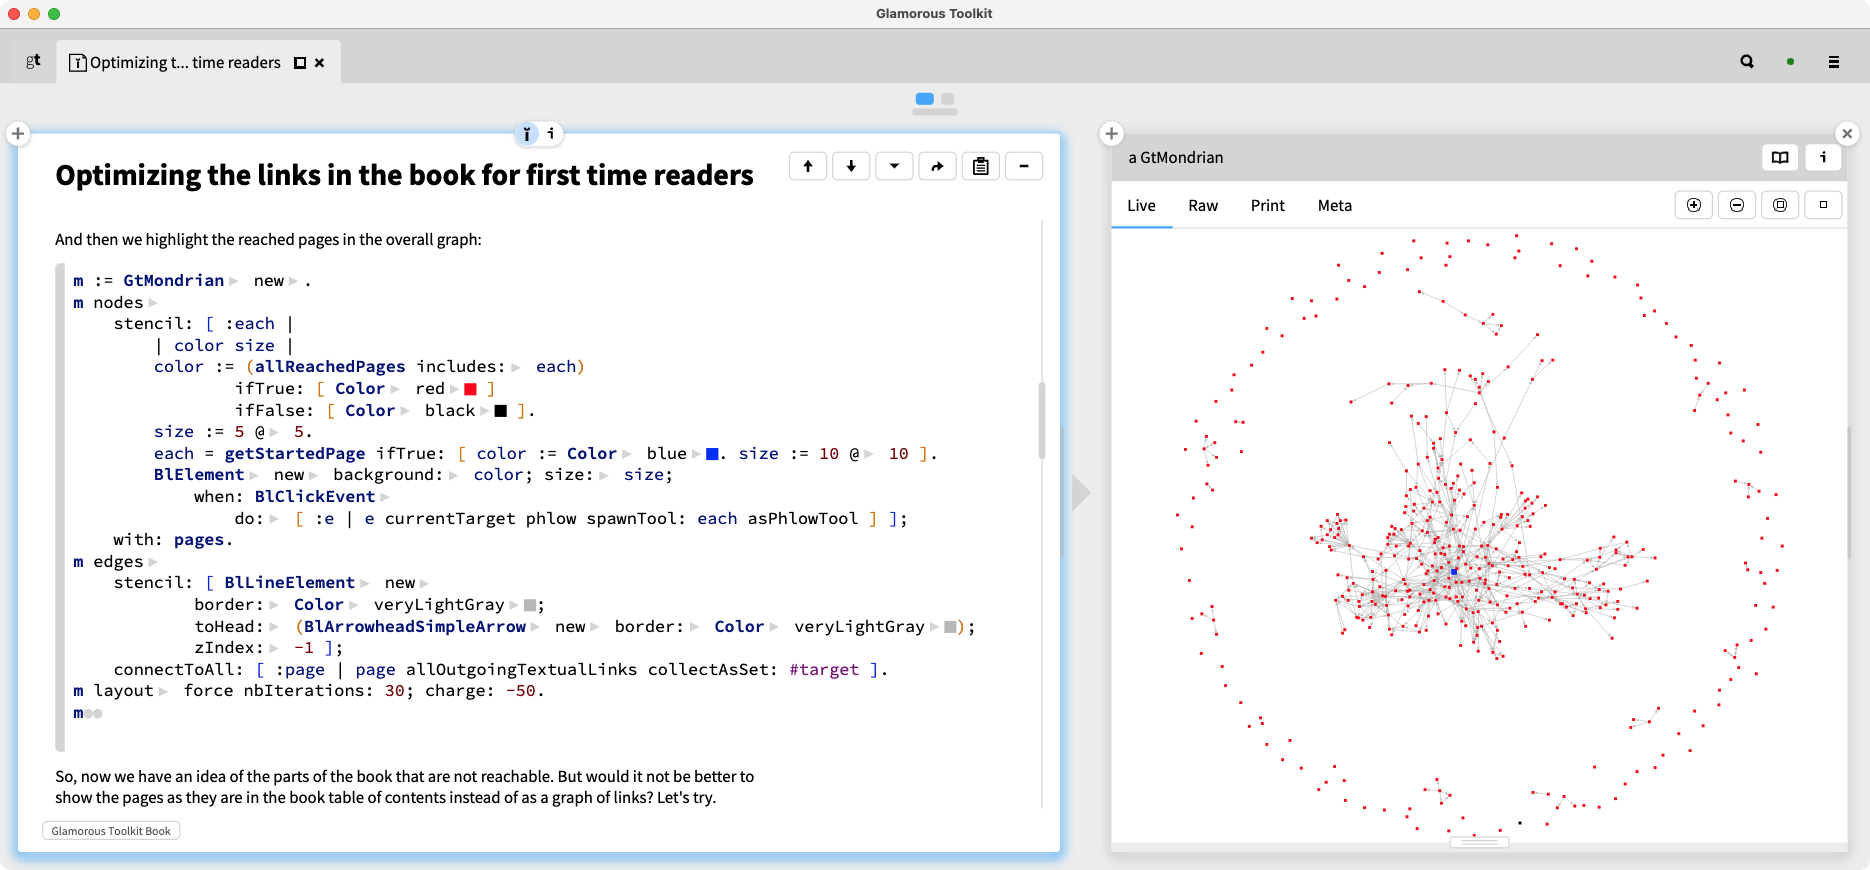 Glamorous Toolkit
gt
Optimizing t... time readers
Optimizing the links in the book for first time readers
And then we highlight the reached pages in the overall graph:
m := GtMondrian new .
m nodes
stencil: [ :each |
| color size |
color := (allReachedPages includes: each)
ifTrue: [ Color red ]
ifFalse: [ Color black ].
size := 5 @ 5.
each = getStartedPage ifTrue: [ color := Color blue . size := 10 @ 10 ].
BlElement new background: color; size: size;
when: BlClickEvent
do: [ :e | e currentTarget phlow spawnTool: each asPhlowTool ] ];
with: pages.
m edges
stencil: [ BlLineElement new
border: Color veryLightGray ;
toHead: (BlArrowheadSimpleArrow new border: Color veryLightGray );
zIndex: -1 ];
connectToAll: [ :page | page allOutgoingTextualLinks collectAsSet: #target ].
m layout force nbIterations: 30; charge: -50.
m
So, now we have an idea of the parts of the book that are not reachable. But would it not be better to
show the pages as they are in the book table of contents instead of as a graph of links? Let's try.
Glamorous Toolkit Book
a GtMondrian
Live Raw Print Meta